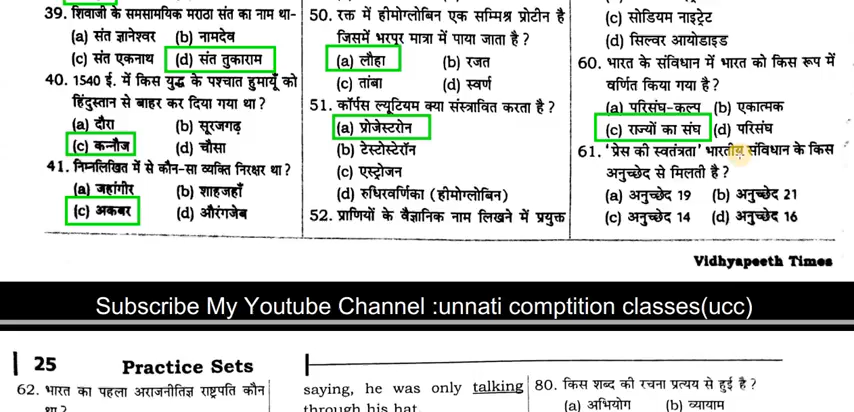 39. शिवाजी के समसामयिक मराठा संत का नाम था-
(a) संत ज्ञानेश्वर (b) नामदेव
(c) संत एकनाथ (d) संत तुकाराम
40. 1540 ई. में किस युद्ध के पश्चात हुमायूँ को
हिंदुस्तान से बाहर कर दिया गया था ?
(a) दौरा (b) सूरजगढ़
(c) कन्नौज (d) चौसा
41. निम्नलिखित में से कौन-सा व्यक्ति निरक्षर था ?
(a) जहांगीर (b) शाहजहाँ
(c) अकबर (d) औरंगजेब
50. रक्त में हीमोग्लोबिन एक सम्मिश्र प्रोटीन है
जिसमें भरपूर मात्रा में पाया जाता है ?
(a) लौहा (b) रजत
(c) तांबा (d) स्वर्ण
51. कॉर्पस ल्यूटियम क्या संस्त्रावित करता है ?
(a) प्रोजेस्टरोन
(b) टेस्टोस्टेरॉन
(c) एस्ट्रोजन
(d) रुधिरवर्णिका (हीमोग्लोबिन)
52. प्राणियों के वैज्ञानिक नाम लिखने में प्रयुक्त
(c) सोडियम नाइट्रेट
(d) सिल्वर आयोडाइड
60. भारत के संविधान में भारत को किस रूप में
वर्णित किया गया है ?
(a) परिसंघ-कल्प (b) एकात्मक
(c) राज्यों का संघ (d) परिसंघ
61. 'प्रेस की स्वतंत्रता' भारतीय संविधान के किस
अनुच्छेद से मिलती है ?
(a) अनुच्छेद 19 (b) अनुच्छेद 21
(c) अनुच्छेद 14 (d) अनुच्छेद 16
Vidhyapeeth Times
Subscribe My Youtube Channel :unnati comptition classes(ucc)
25 Practice Sets
62. भारत का पहला अराजनीतिज्ञ राष्ट्रपति कौन
था ?
saying, he was only talking
through his hat.
80. किस शब्द की रचना प्रत्यय से हुई है ?
(a) अभियोग (b) व्यायाम